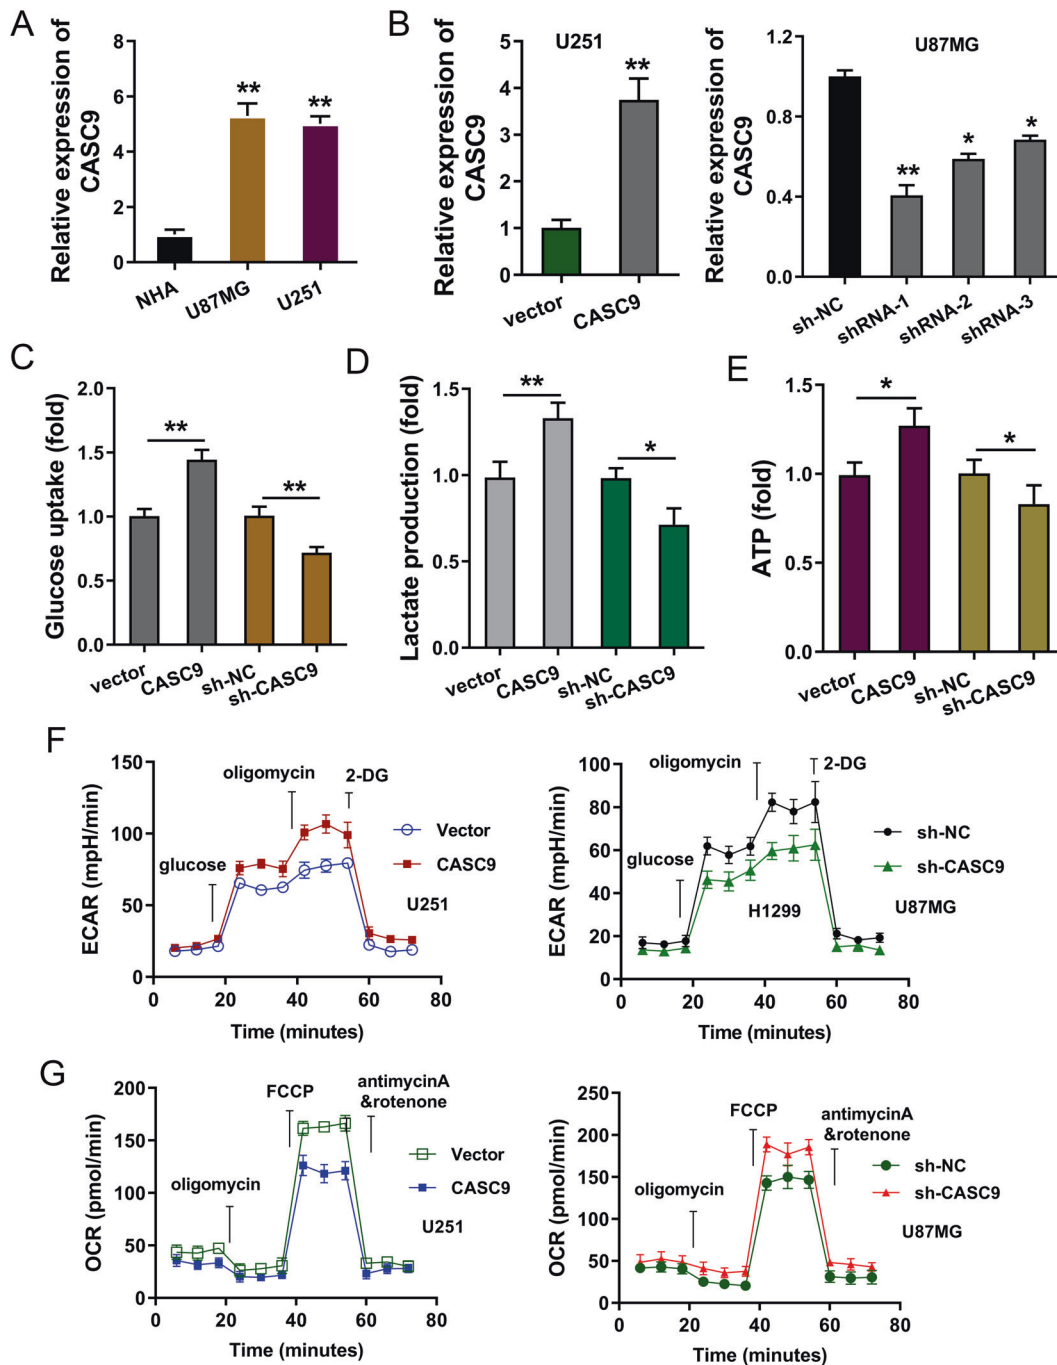 A
Relative expression of
CASC9
8
6
4
2
0
**
**
NHA
U87MG
U251
B
Relative expression of
CASC9
5
4
3
2
1
0
U251
**
vector
CASC9
Relative expression of
CASC9
1.2
0.8
0.4
0.0
U87MG
**
*
*
sh-NC
shRNA-1
shRNA-2
shRNA-3
C
Glucose uptake (fold)
2.0
1.5
1.0
0.5
0.0
**
**
vector
CASC9
sh-NC
sh-CASC9
D
Lactate production (fold)
1.5
1.0
0.5
0.0
**
*
vector
CASC9
sh-NC
sh-CASC9
E
ATP (fold)
1.5
1.0
0.5
0.0
*
*
vector
CASC9
sh-NC
sh-CASC9
F
ECAR (mpH/min)
150
100
50
0
glucose
oligomycin
2-DG
Vector
CASC9
U251
0 20 40 60 80
Time (minutes)
ECAR (mpH/min)
100
80
60
40
20
0
glucose
oligomycin
2-DG
H1299
sh-NC
sh-CASC9
U87MG
0 20 40 60 80
Time (minutes)
G
OCR (pmol/min)
200
150
100
50
0
oligomycin
FCCP
antimycinA
&rotenone
Vector
CASC9
U251
0 20 40 60 80
Time (minutes)
OCR (pmol/min)
250
200
150
100
50
0
oligomycin
FCCP
antimycinA
&rotenone
sh-NC
sh-CASC9
U87MG
0 20 40 60 80
Time (minutes)